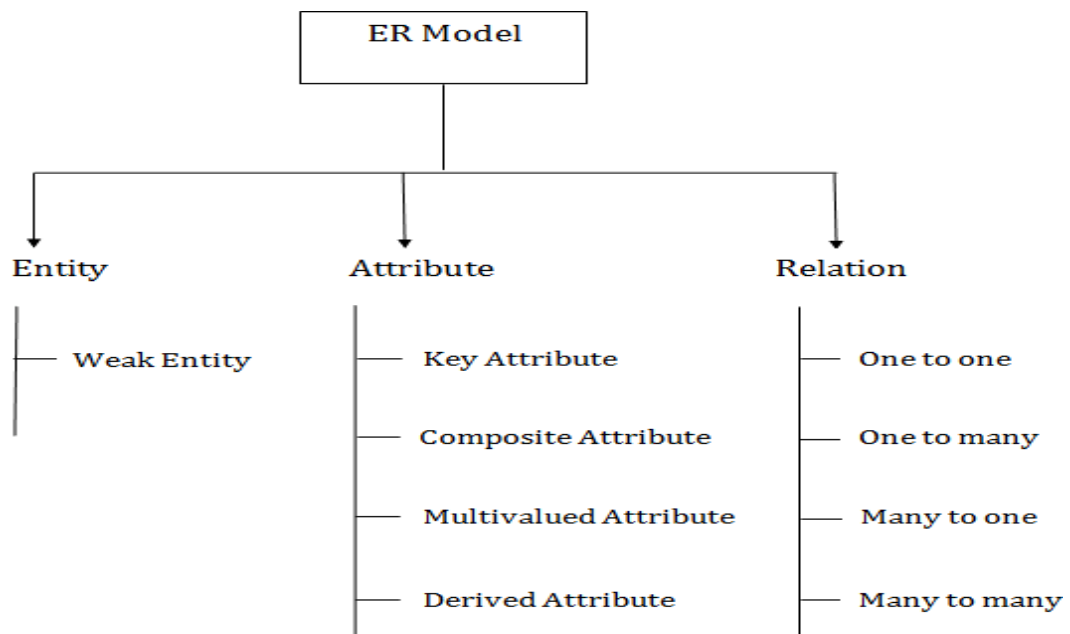 ER Model
Entity
Attribute
Relation
Weak Entity
Key Attribute
One to one
Composite Attribute
One to many
Multivalued Attribute
Many to one
Derived Attribute
Many to many